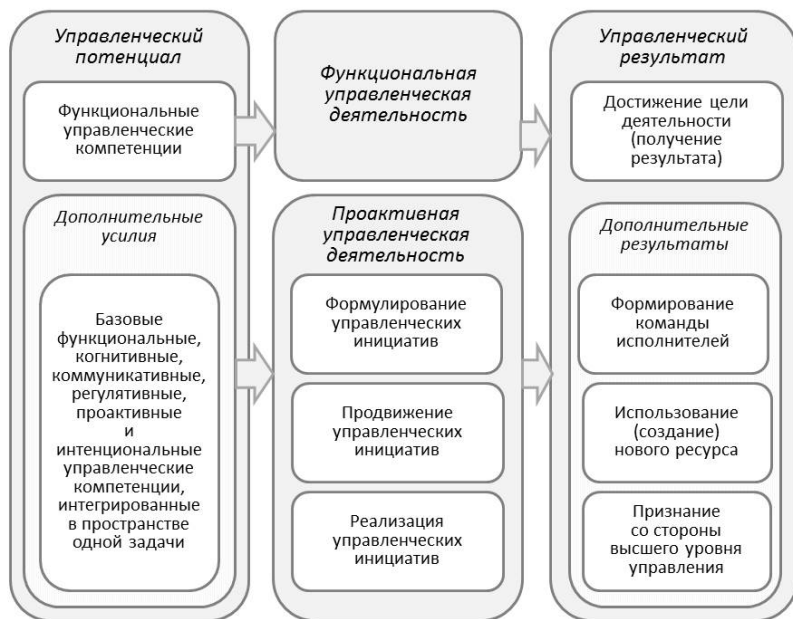 Управленческий
потенциал
Функциональные
управленческие
компетенции
Дополнительные
усилия
Базовые
функциональные,
когнитивные,
коммуникативные,
регулятивные,
проактивные
и
интенциональные
управленческие
компетенции,
интегрированные
в пространстве
одной задачи
Функциональная
управленческая
деятельность
Проактивная
управленческая
деятельность
Формулирование
управленческих
инициатив
Продвижение
управленческих
инициатив
Реализация
управленческих
инициатив
Управленческий
результат
Достижение цели
деятельности
(получение
результата)
Дополнительные
результаты
Формирование
команды
исполнителей
Использование
(создание)
нового ресурса
Признание
со стороны
высшего уровня
управления